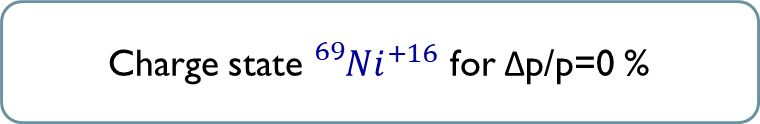 Charge state ⁶⁹Ni⁺¹⁶ for Δp/p=0 %